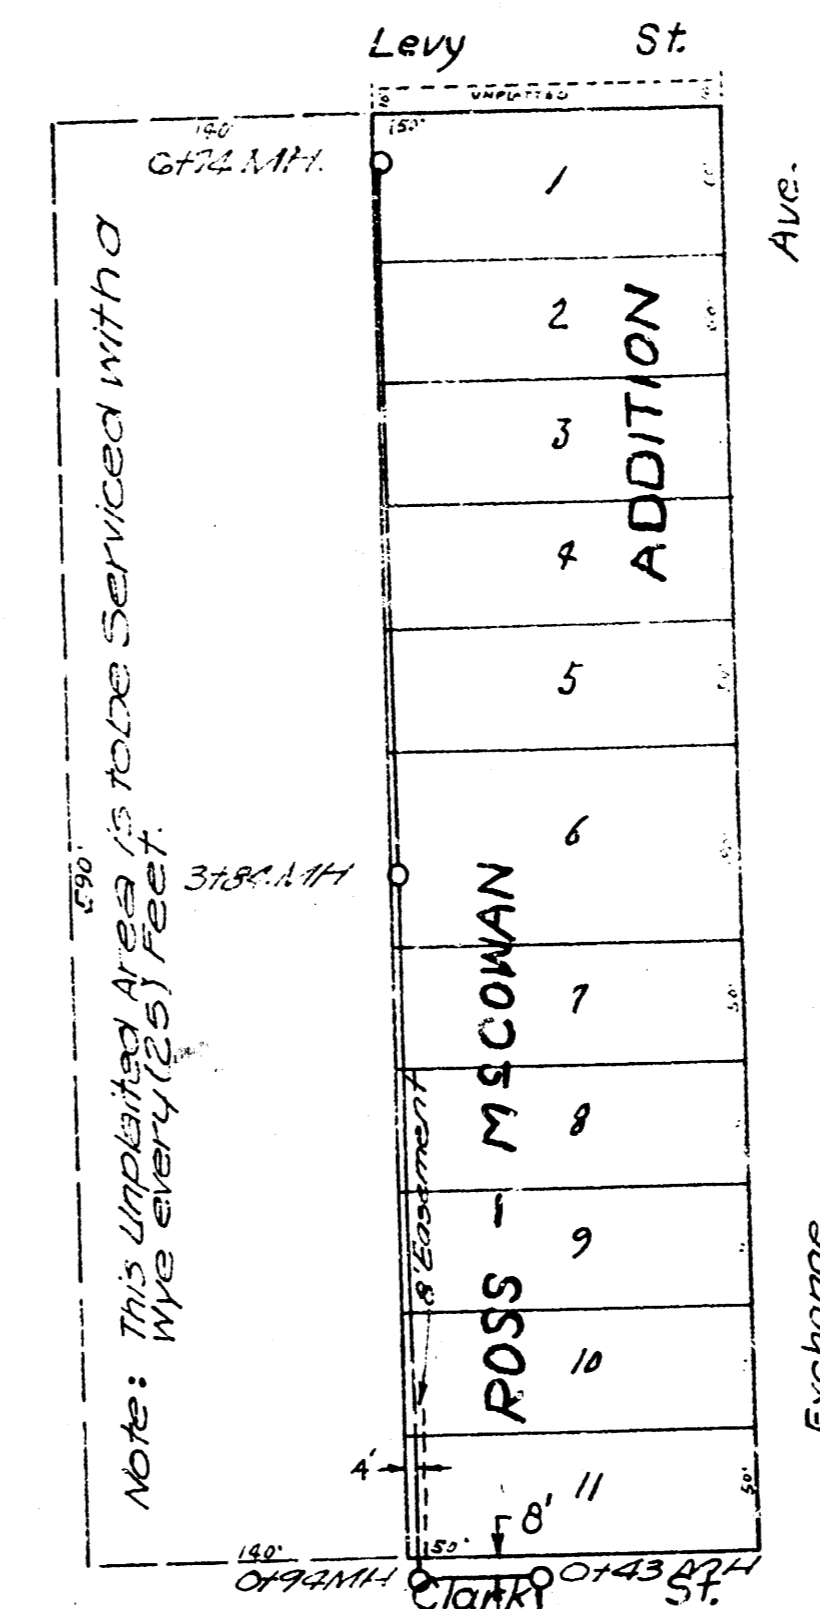 Levy St.
UNPLATTED
140'
150'
6+74 MH.
Ave.
1
2
3
4
5
6
7
8
9
10
11
ADDITION
ROSS - McCOWAN
Note: This Unplatted Area is to be Serviced with a
Wye every (25) Feet.
590'
3+84 MH
50'
8' Easement
4'
8'
50'
140'
150'
0+94 MH
0+43 MH
Clark St.
Exchange